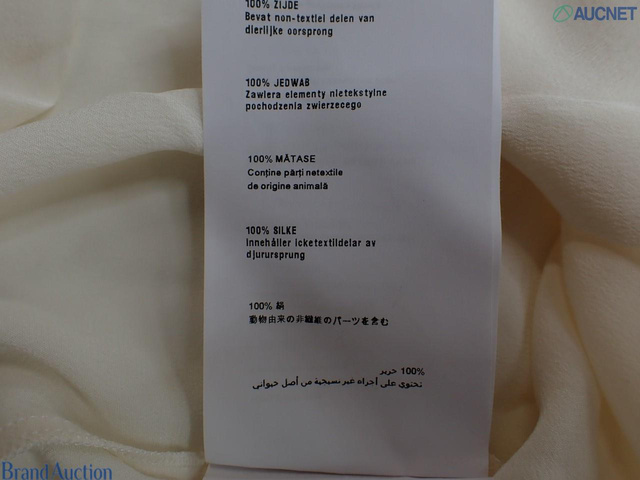 AUCNET
100% ZIJDE
Bevat non-textiel delen van
dierlijke oorsprong
100% JEDWAB
Zawiera elementy nietekstylne
pochodzenia zwierzecego
100% MĂTASE
Conține părți netextile
de origine animală
100% SILKE
Innehåller icketextildelar av
djurursprung
100% 絹
動物由来の非繊維のパーツを含む
100% حرير
تحتوي على أجزاء غير نسيجية من أصل حيواني
Brand Auction